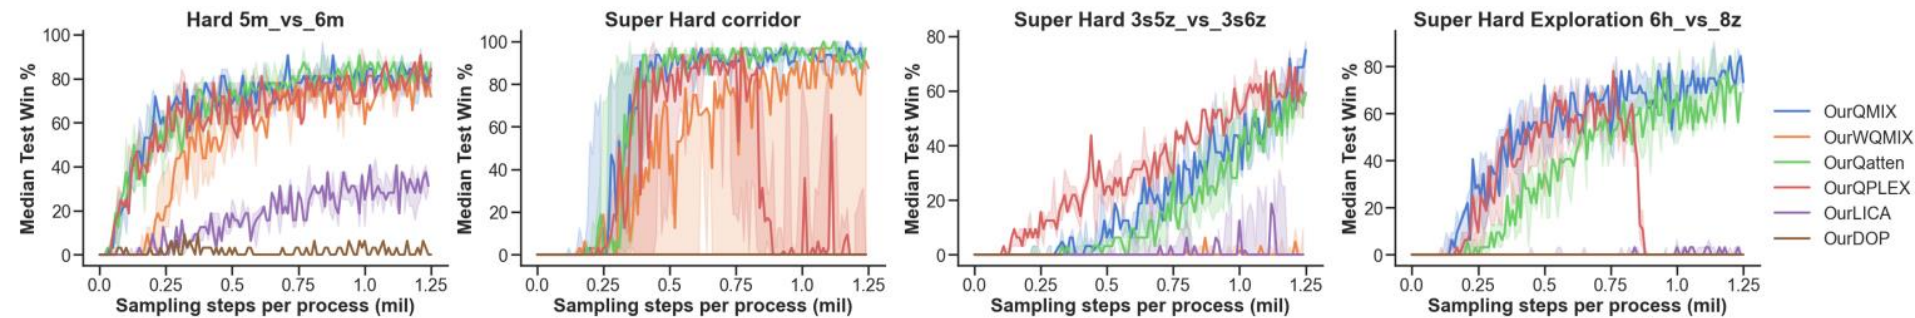 Hard 5m_vs_6m
Super Hard corridor
Super Hard 3s5z_vs_3s6z
Super Hard Exploration 6h_vs_8z
Median Test Win %
100
80
60
40
20
0
0.0 0.25 0.5 0.75 1.0 1.25
Sampling steps per process (mil)
Median Test Win %
100
80
60
40
20
0
0.0 0.25 0.5 0.75 1.0 1.25
Sampling steps per process (mil)
Median Test Win %
80
60
40
20
0
0.0 0.25 0.5 0.75 1.0 1.25
Sampling steps per process (mil)
Median Test Win %
80
60
40
20
0
0.0 0.25 0.5 0.75 1.0 1.25
Sampling steps per process (mil)
OurQMIX
OurWQMIX
OurQatten
OurQPLEX
OurLICA
OurDOP